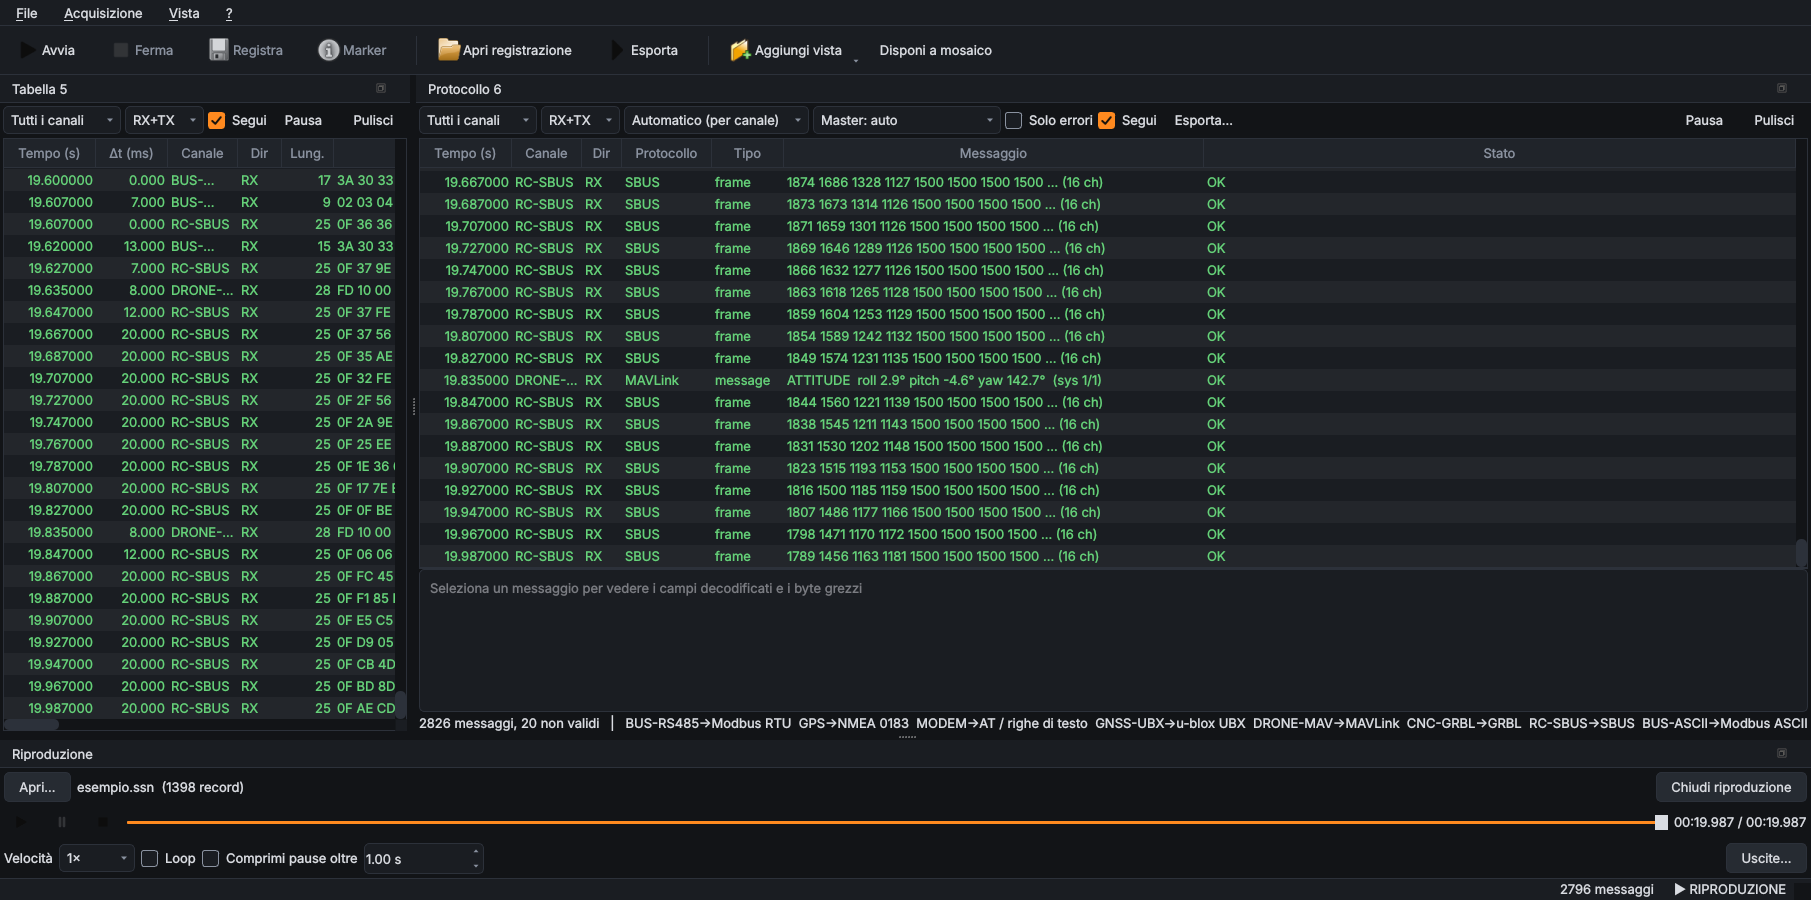 File Acquisizione Vista ?
Avvia Ferma Registra Marker Apri registrazione Esporta Aggiungi vista Disponi a mosaico
Tabella 5
Tutti i canali RX+TX Segui Pausa Pulisci
Tempo (s) Δt (ms) Canale Dir Lung.
19.600000 0.000 BUS-... RX 17 3A 30 33
19.607000 7.000 BUS-... RX 9 02 03 04
19.607000 0.000 RC-SBUS RX 25 0F 36 36
19.620000 13.000 BUS-... RX 15 3A 30 33
19.627000 7.000 RC-SBUS RX 25 0F 37 9E
19.635000 8.000 DRONE-... RX 28 FD 10 00
19.647000 12.000 RC-SBUS RX 25 0F 37 FE
19.667000 20.000 RC-SBUS RX 25 0F 37 56
19.687000 20.000 RC-SBUS RX 25 0F 35 AE
19.707000 20.000 RC-SBUS RX 25 0F 32 FE
19.727000 20.000 RC-SBUS RX 25 0F 2F 56
19.747000 20.000 RC-SBUS RX 25 0F 2A 9E
19.767000 20.000 RC-SBUS RX 25 0F 25 EE
19.787000 20.000 RC-SBUS RX 25 0F 1E 36
19.807000 20.000 RC-SBUS RX 25 0F 17 7E
19.827000 20.000 RC-SBUS RX 25 0F 0F BE
19.835000 8.000 DRONE-... RX 28 FD 10 00
19.847000 12.000 RC-SBUS RX 25 0F 06 06
19.867000 20.000 RC-SBUS RX 25 0F FC 45
19.887000 20.000 RC-SBUS RX 25 0F F1 85
19.907000 20.000 RC-SBUS RX 25 0F E5 C5
19.927000 20.000 RC-SBUS RX 25 0F D9 05
19.947000 20.000 RC-SBUS RX 25 0F CB 4D
19.967000 20.000 RC-SBUS RX 25 0F BD 8D
19.987000 20.000 RC-SBUS RX 25 0F AE CD
Protocollo 6
Tutti i canali RX+TX Automatico (per canale) Master: auto Solo errori Segui Esporta... Pausa Pulisci
Tempo (s) Canale Dir Protocollo Tipo Messaggio Stato
19.667000 RC-SBUS RX SBUS frame 1874 1686 1328 1127 1500 1500 1500 1500 ... (16 ch) OK
19.687000 RC-SBUS RX SBUS frame 1873 1673 1314 1126 1500 1500 1500 1500 ... (16 ch) OK
19.707000 RC-SBUS RX SBUS frame 1871 1659 1301 1126 1500 1500 1500 1500 ... (16 ch) OK
19.727000 RC-SBUS RX SBUS frame 1869 1646 1289 1126 1500 1500 1500 1500 ... (16 ch) OK
19.747000 RC-SBUS RX SBUS frame 1866 1632 1277 1126 1500 1500 1500 1500 ... (16 ch) OK
19.767000 RC-SBUS RX SBUS frame 1863 1618 1265 1128 1500 1500 1500 1500 ... (16 ch) OK
19.787000 RC-SBUS RX SBUS frame 1859 1604 1253 1129 1500 1500 1500 1500 ... (16 ch) OK
19.807000 RC-SBUS RX SBUS frame 1854 1589 1242 1132 1500 1500 1500 1500 ... (16 ch) OK
19.827000 RC-SBUS RX SBUS frame 1849 1574 1231 1135 1500 1500 1500 1500 ... (16 ch) OK
19.835000 DRONE-... RX MAVLink message ATTITUDE roll 2.9° pitch -4.6° yaw 142.7° (sys 1/1) OK
19.847000 RC-SBUS RX SBUS frame 1844 1560 1221 1139 1500 1500 1500 1500 ... (16 ch) OK
19.867000 RC-SBUS RX SBUS frame 1838 1545 1211 1143 1500 1500 1500 1500 ... (16 ch) OK
19.887000 RC-SBUS RX SBUS frame 1831 1530 1202 1148 1500 1500 1500 1500 ... (16 ch) OK
19.907000 RC-SBUS RX SBUS frame 1823 1515 1193 1153 1500 1500 1500 1500 ... (16 ch) OK
19.927000 RC-SBUS RX SBUS frame 1816 1500 1185 1159 1500 1500 1500 1500 ... (16 ch) OK
19.947000 RC-SBUS RX SBUS frame 1807 1486 1177 1166 1500 1500 1500 1500 ... (16 ch) OK
19.967000 RC-SBUS RX SBUS frame 1798 1471 1170 1172 1500 1500 1500 1500 ... (16 ch) OK
19.987000 RC-SBUS RX SBUS frame 1789 1456 1163 1181 1500 1500 1500 1500 ... (16 ch) OK
Seleziona un messaggio per vedere i campi decodificati e i byte grezzi
2826 messaggi, 20 non validi | BUS-RS485→Modbus RTU GPS→NMEA 0183 MODEM→AT / righe di testo GNSS-UBX→u-blox UBX DRONE-MAV→MAVLink CNC-GRBL→GRBL RC-SBUS→SBUS BUS-ASCII→Modbus ASCII
Riproduzione
Apri... esempio.ssn (1398 record) Chiudi riproduzione
00:19.987 / 00:19.987
Velocità 1× Loop Comprimi pause oltre 1.00 s Uscite...
2796 messaggi ▶ RIPRODUZIONE